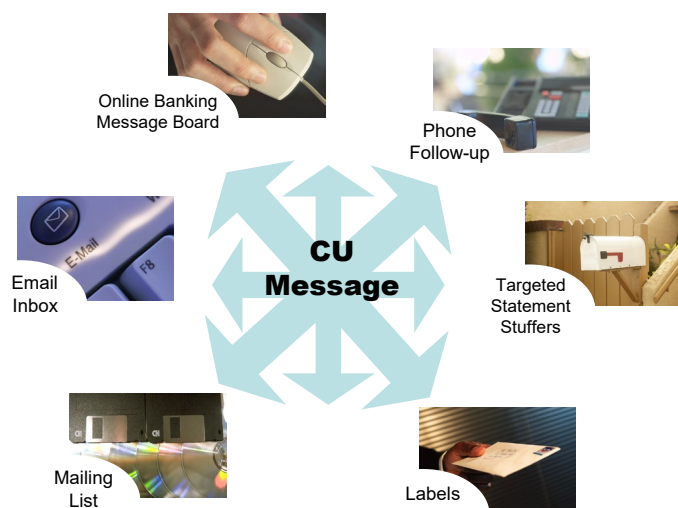 Online Banking
Message Board
Phone
Follow-up
CU
Message
E-Mail
F8
Email
Inbox
Targeted
Statement
Stuffers
Mailing
List
Labels